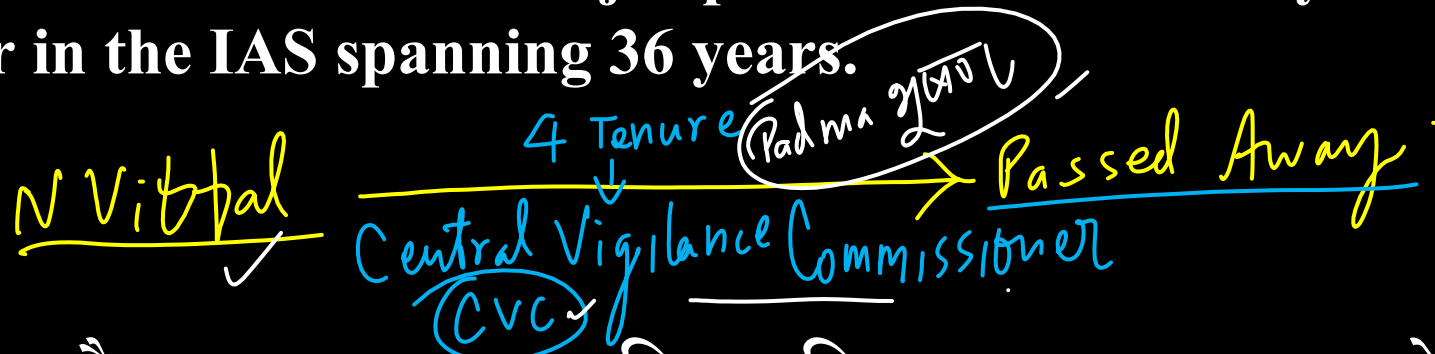 r in the IAS spanning 36 years.
4 Tenure Padma भूषण
N Vittal Passed Away
Central Vigilance Commissioner
CVC